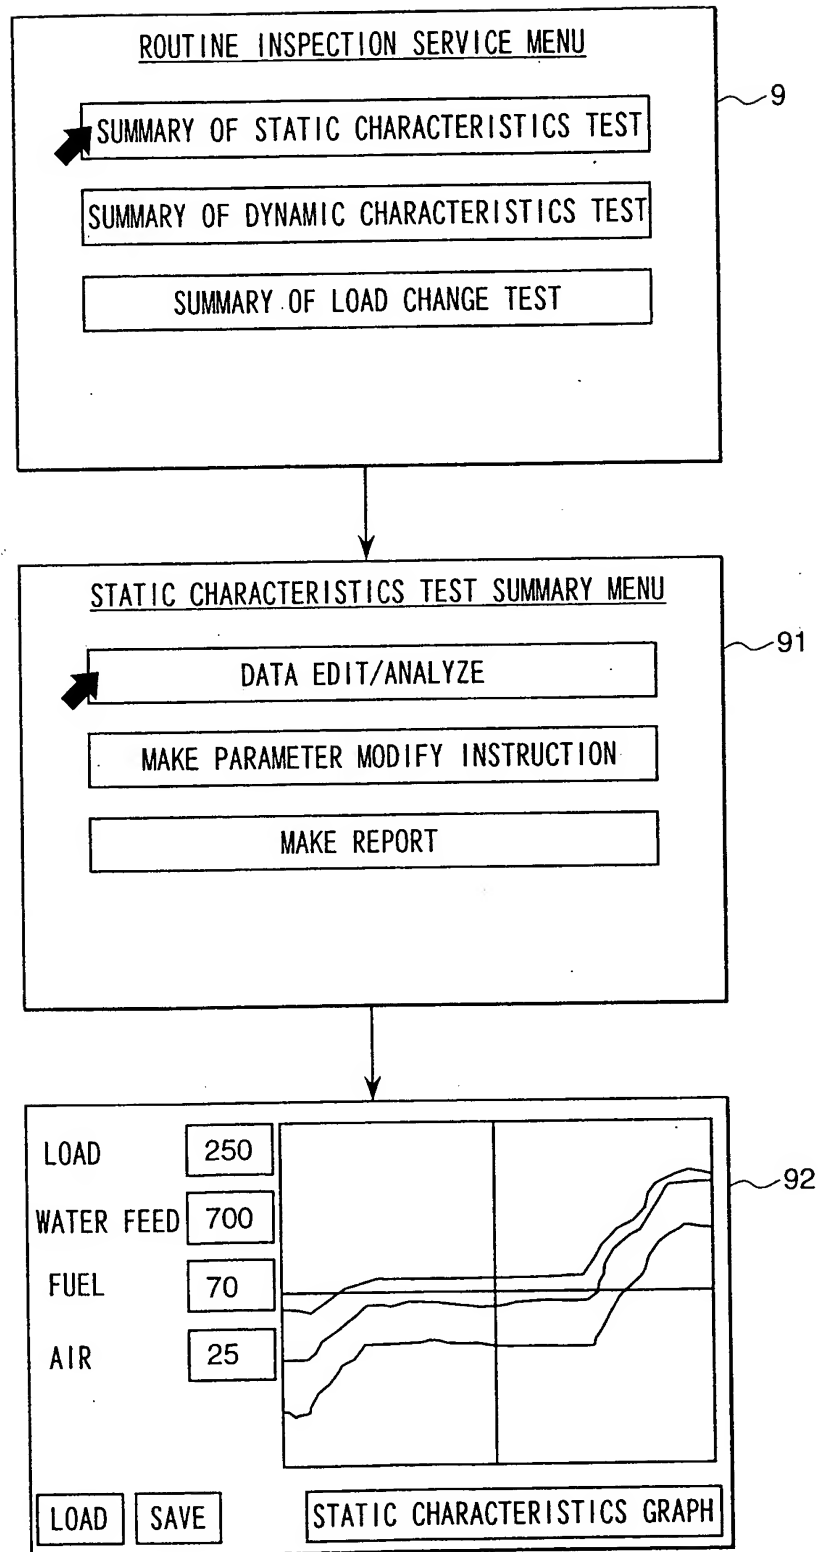 ROUTINE INSPECTION SERVICE MENU
9
SUMMARY OF STATIC CHARACTERISTICS TEST
SUMMARY OF DYNAMIC CHARACTERISTICS TEST
SUMMARY OF LOAD CHANGE TEST
STATIC CHARACTERISTICS TEST SUMMARY MENU
91
DATA EDIT/ANALYZE
MAKE PARAMETER MODIFY INSTRUCTION
MAKE REPORT
LOAD 250
92
WATER FEED 700
FUEL 70
AIR 25
LOAD SAVE STATIC CHARACTERISTICS GRAPH